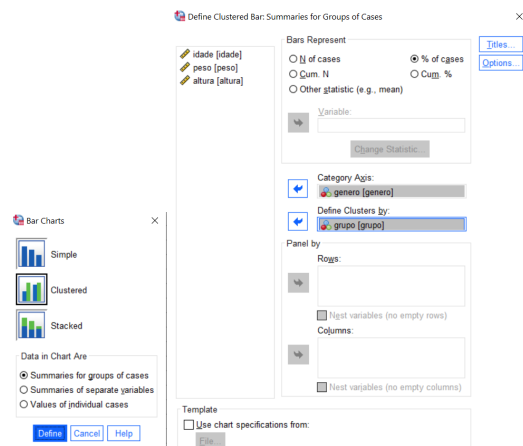 Define Clustered Bar: Summaries for Groups of Cases
idade [idade]
peso [peso]
altura [altura]
Bars Represent
N of cases
% of cases
Cum. N
Cum. %
Other statistic (e.g., mean)
Variable:
Change Statistic...
Titles...
Options...
Category Axis:
genero [genero]
Define Clusters by:
grupo [grupo]
Panel by
Rows:
Nest variables (no empty rows)
Columns:
Nest variables (no empty columns)
Template
Use chart specifications from:
File...
Bar Charts
Simple
Clustered
Stacked
Data in Chart Are
Summaries for groups of cases
Summaries of separate variables
Values of individual cases
Define Cancel Help